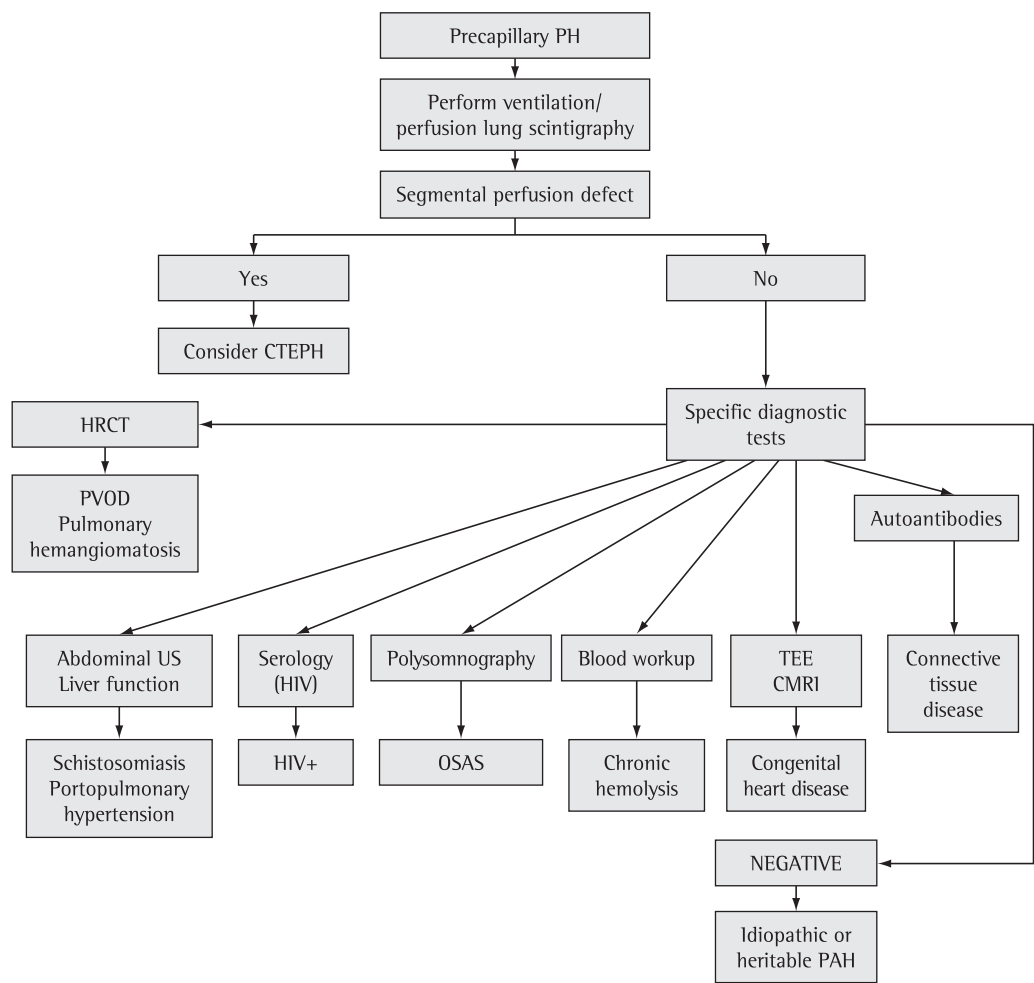 Precapillary PH
Perform ventilation/
perfusion lung scintigraphy
Segmental perfusion defect
Yes
No
Consider CTEPH
Specific diagnostic
tests
HRCT
PVOD
Pulmonary
hemangiomatosis
Autoantibodies
Abdominal US
Liver function
Serology
(HIV)
Polysomnography
Blood workup
TEE
CMRI
Connective
tissue
disease
Schistosomiasis
Portopulmonary
hypertension
HIV+
OSAS
Chronic
hemolysis
Congenital
heart disease
NEGATIVE
Idiopathic or
heritable PAH